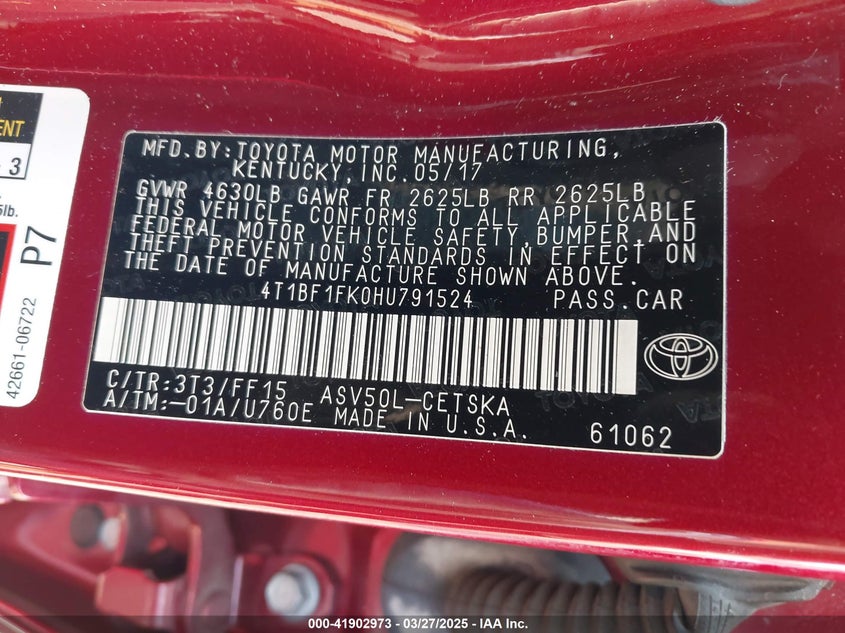 MENT
- 3
5lb.
P7
42661-06722
MFD.BY:TOYOTA MOTOR MANUFACTURING,
KENTUCKY, INC. 05/17
GVWR 4630LB GAWR FR 2625LB RR 2625LB
THIS VEHICLE CONFORMS TO ALL APPLICABLE
FEDERAL MOTOR VEHICLE SAFETY,BUMPER,AND
THEFT PREVENTION STANDARDS IN EFFECT ON
THE DATE OF MANUFACTURE SHOWN ABOVE.
4T1BF1FK0HU791524 PASS.CAR
C/TR:3T3/FF15 ASV50L-CETSKA
A/TM:-01A/U760E MADE IN U.S.A. 61062
000-41902973 - 03/27/2025 - IAA Inc.